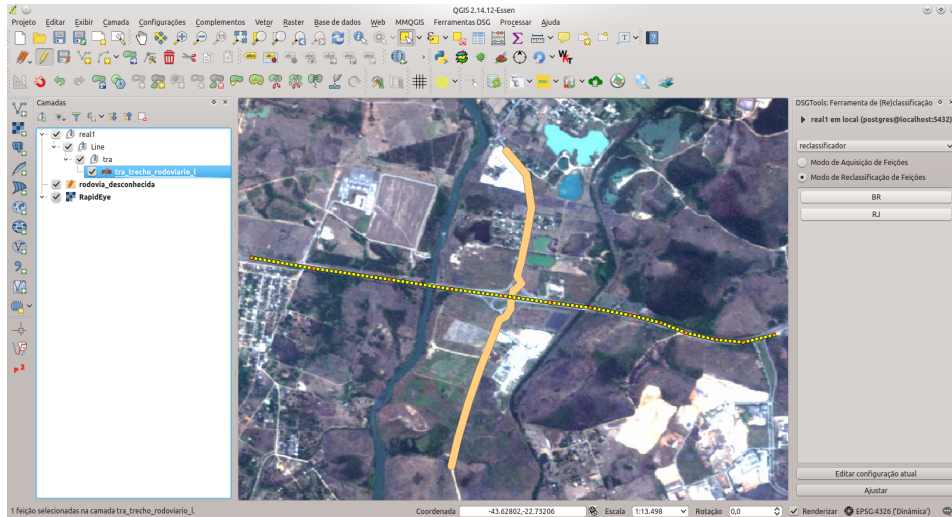 QGIS 2.14.12-Essen
Projeto Editar Exibir Camada Configurações Complementos Vetor Raster Base de dados Web MMQGIS Ferramentas DSG Processar Ajuda
Camadas
real1
Line
tra
tra_trecho_rodoviario_l
rodovia_desconhecida
RapidEye
DSGTools: Ferramenta de (Re)classificação
real1 em local (postgres@localhost:5432)
reclassificador
Modo de Aquisição de Feições
Modo de Reclassificação de Feições
BR
RJ
Editar configuração atual
Ajustar
1 feição selecionadas na camada tra_trecho_rodoviario_l.
Coordenada -43.62802,-22.73206 Escala 1:13.498 Rotação 0,0 Renderizar EPSG:4326 ('Dinâmica')